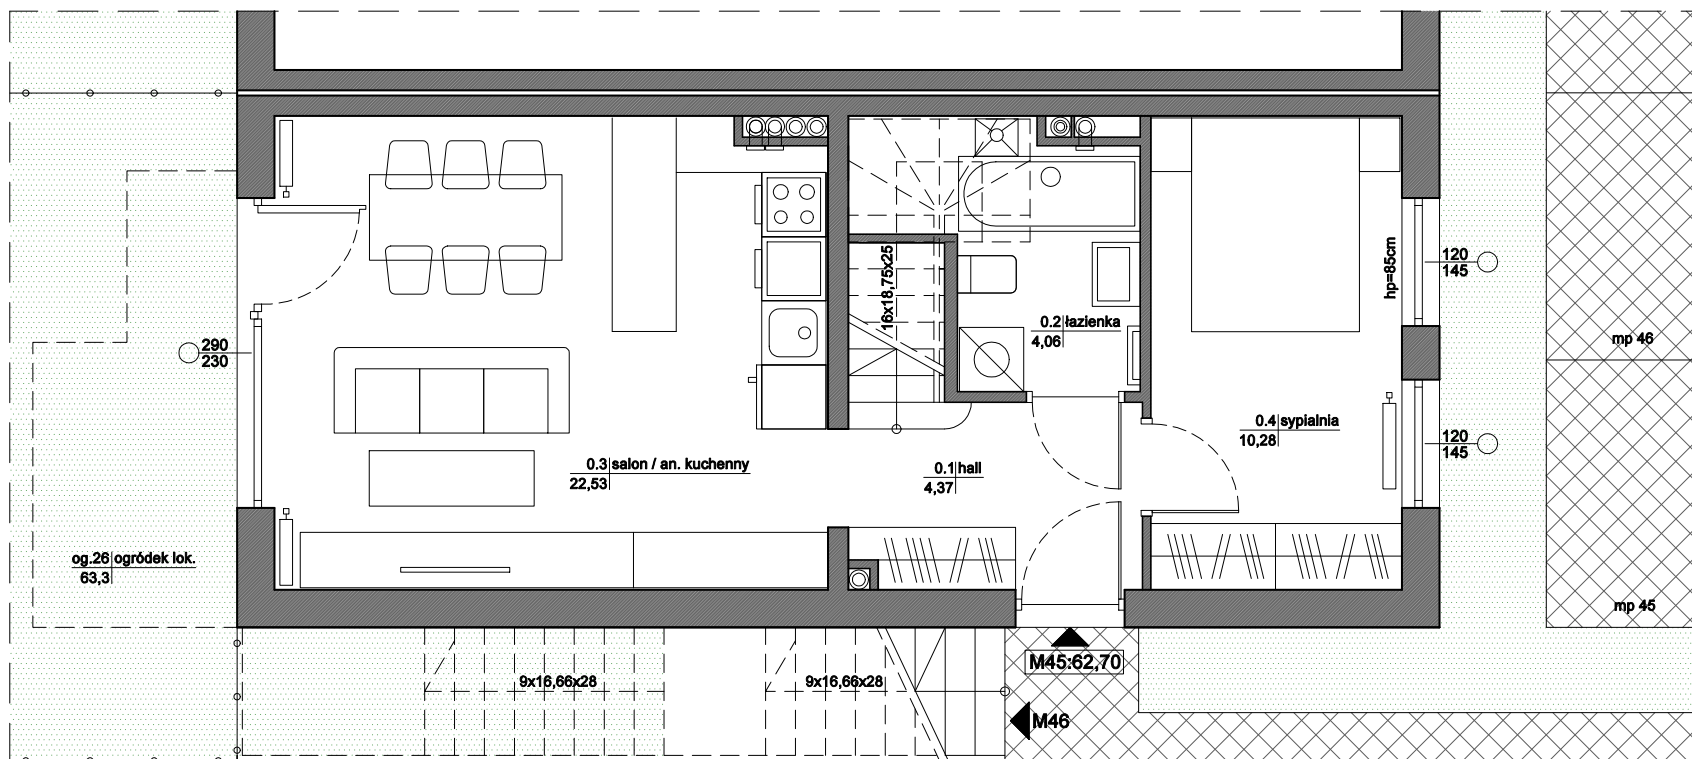 16x18,75x25
hp=85cm
120
145
0.2 łazienka
4,06
mp 46
290
230
0.4 sypialnia
10,28
120
145
0.3 salon / an. kuchenny
22,53
0.1 hall
4,37
og.26 ogródek lok.
63,3
mp 45
M45:62,70
9x16,66x28
9x16,66x28
M46